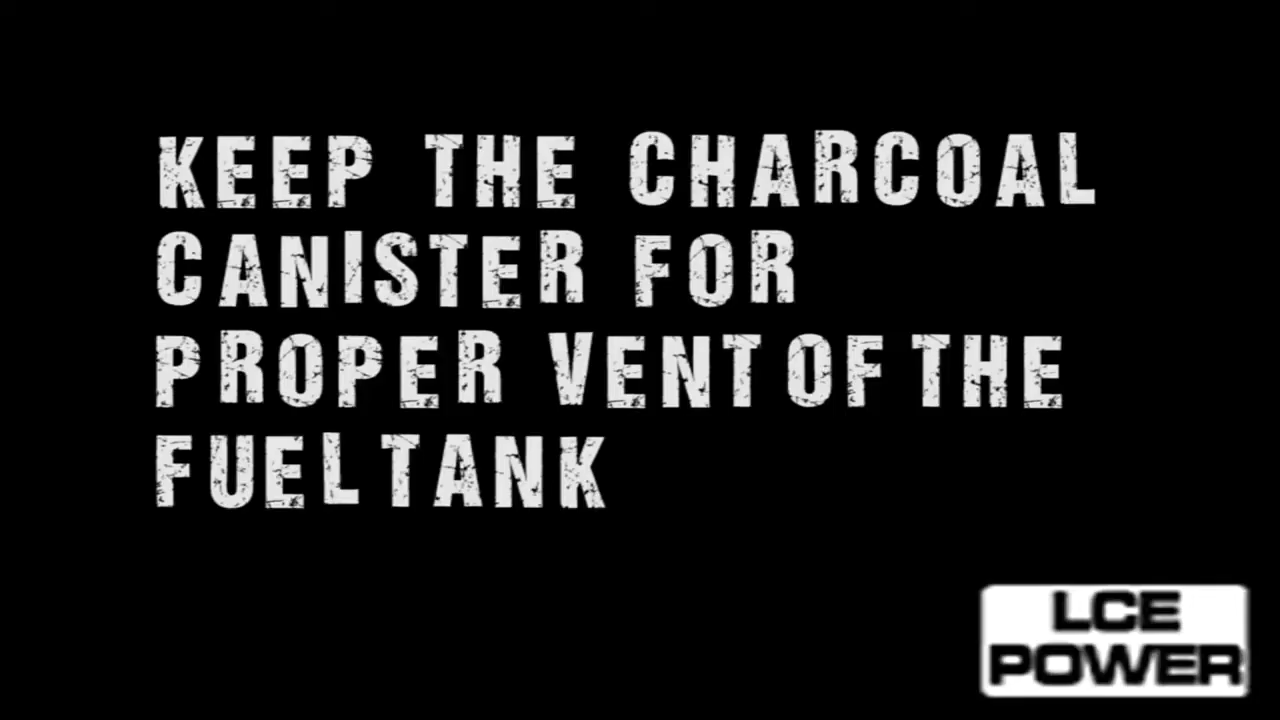 KEEP THE CHARCOAL
CANISTER FOR
PROPER VENT OF THE
FUEL TANK
LCE
POWER